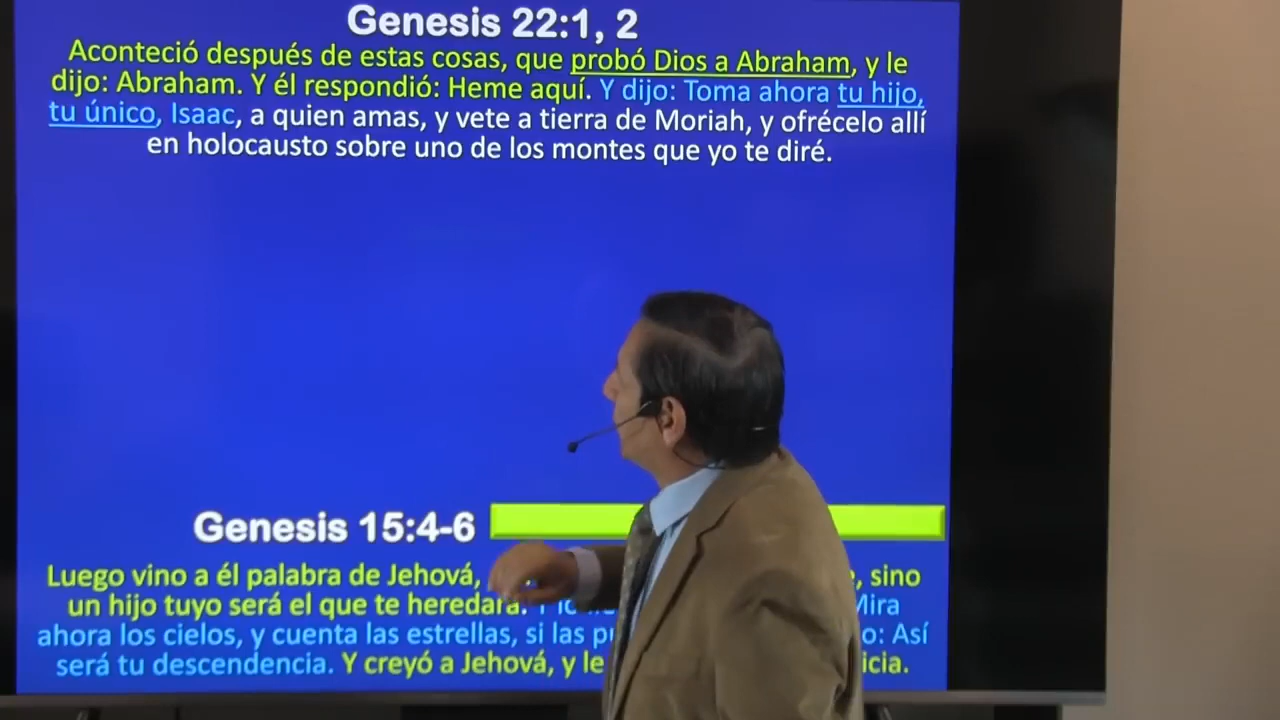 Genesis 22:1, 2
Aconteció después de estas cosas, que probó Dios a Abraham, y le
dijo: Abraham. Y él respondió: Heme aquí. Y dijo: Toma ahora tu hijo,
tu único, Isaac, a quien amas, y vete a tierra de Moriah, y ofrécelo allí
en holocausto sobre uno de los montes que yo te diré.
Genesis 15:4-6
Luego vino a él palabra de Jehová, sino
un hijo tuyo será el que te heredará. Mira
ahora los cielos, y cuenta las estrellas, si las Así
será tu descendencia. Y creyó a Jehová, y le